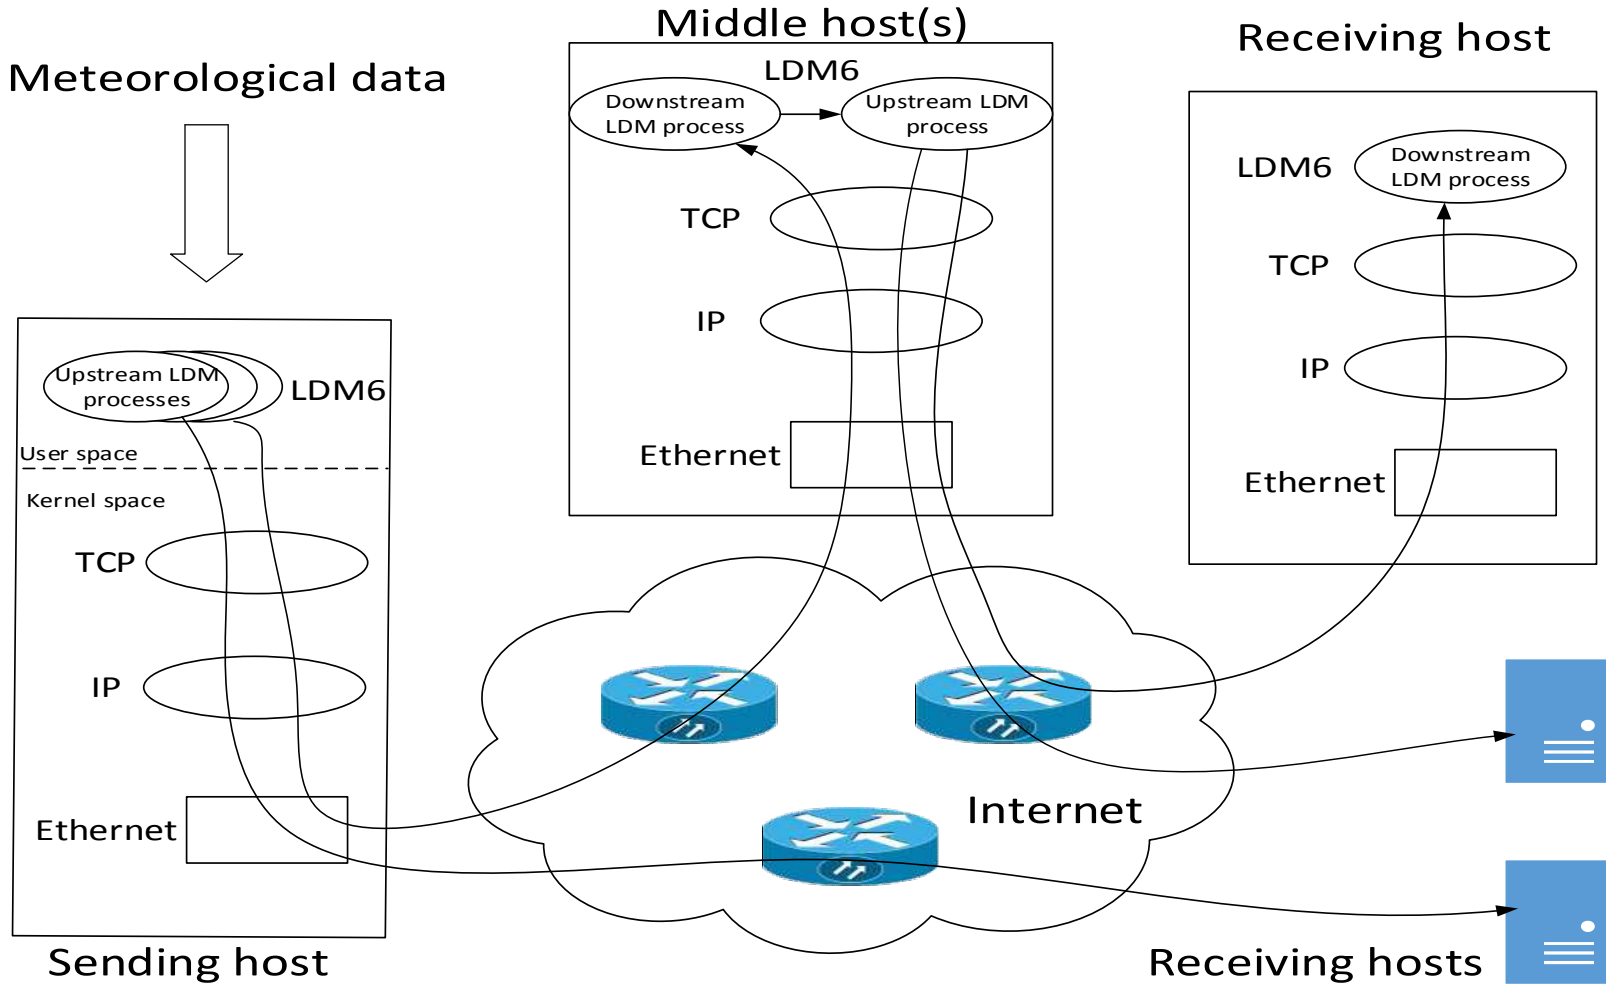 Meteorological data
Middle host(s)
Receiving host
LDM6
Downstream
LDM process
Upstream LDM
process
TCP
IP
Ethernet
LDM6
Downstream
LDM process
TCP
IP
Ethernet
Upstream LDM
processes
LDM6
User space
Kernel space
TCP
IP
Ethernet
Sending host
Internet
Receiving hosts